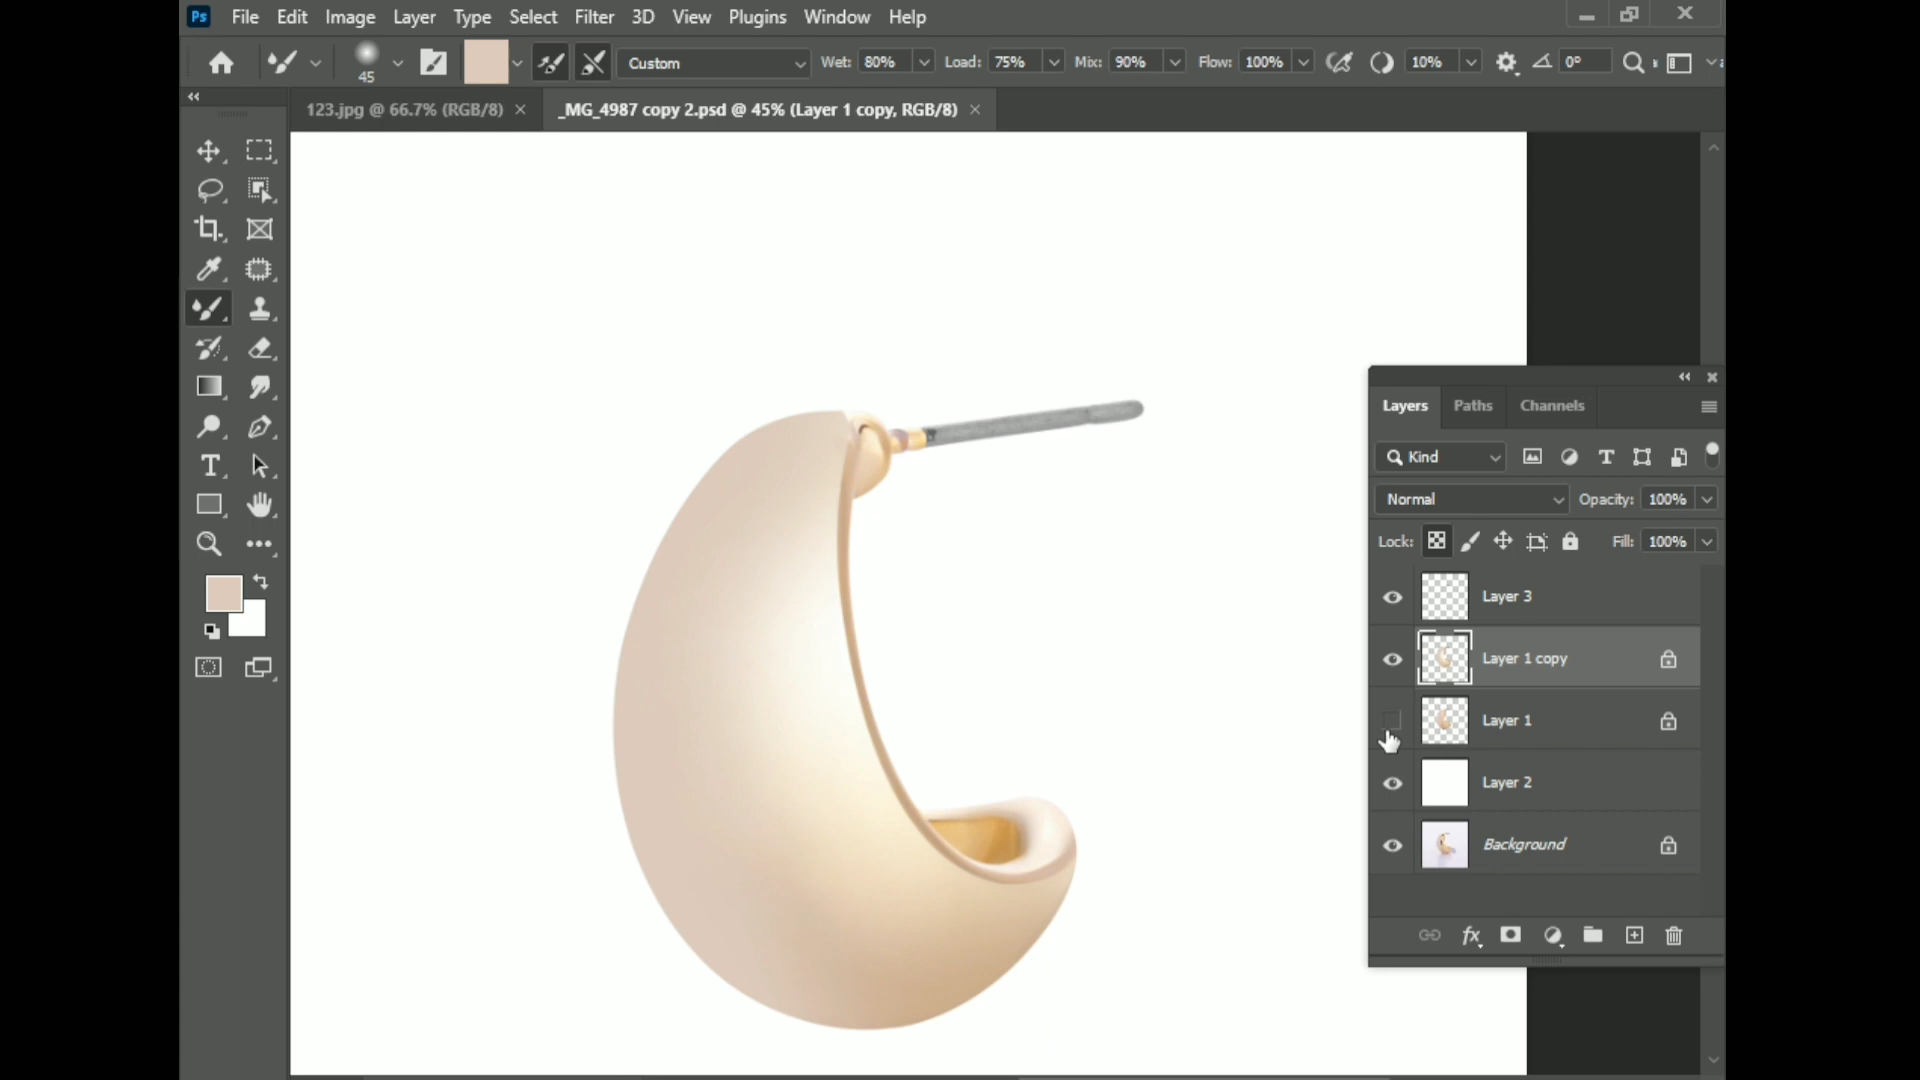 Ps File Edit Image Layer Type Select Filter 3D View Plugins Window Help
45 Custom Wet: 80% Load: 75% Mix: 90% Flow: 100% 10% 0°
123.jpg @ 66.7% (RGB/8) × _MG_4987 copy 2.psd @ 45% (Layer 1 copy, RGB/8) ×
Layers Paths Channels
Kind
Normal Opacity: 100%
Lock: Fill: 100%
Layer 3
Layer 1 copy
Layer 1
Layer 2
Background
fx